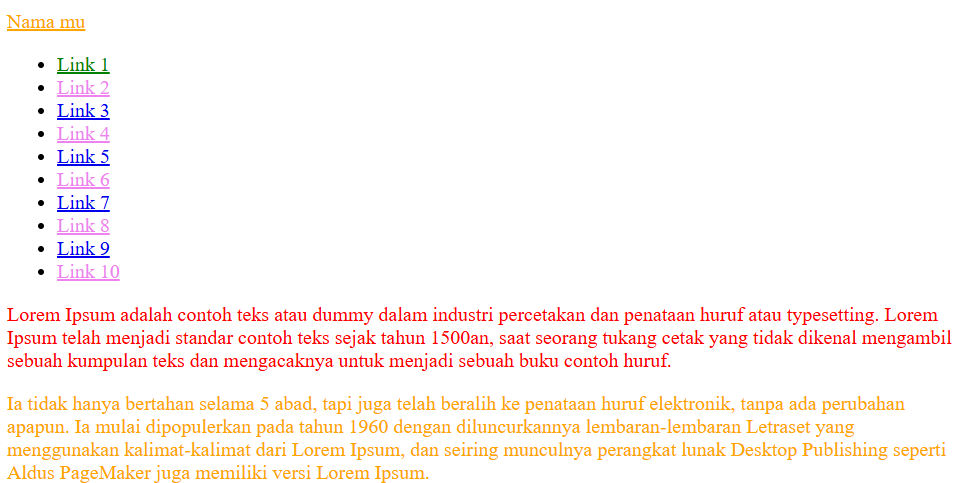 Nama mu
Link 1
Link 2
Link 3
Link 4
Link 5
Link 6
Link 7
Link 8
Link 9
Link 10
Lorem Ipsum adalah contoh teks atau dummy dalam industri percetakan dan penataan huruf atau typesetting. Lorem
Ipsum telah menjadi standar contoh teks sejak tahun 1500an, saat seorang tukang cetak yang tidak dikenal mengambil
sebuah kumpulan teks dan mengacaknya untuk menjadi sebuah buku contoh huruf.
Ia tidak hanya bertahan selama 5 abad, tapi juga telah beralih ke penataan huruf elektronik, tanpa ada perubahan
apapun. Ia mulai dipopulerkan pada tahun 1960 dengan diluncurkannya lembaran-lembaran Letraset yang
menggunakan kalimat-kalimat dari Lorem Ipsum, dan seiring munculnya perangkat lunak Desktop Publishing seperti
Aldus PageMaker juga memiliki versi Lorem Ipsum.